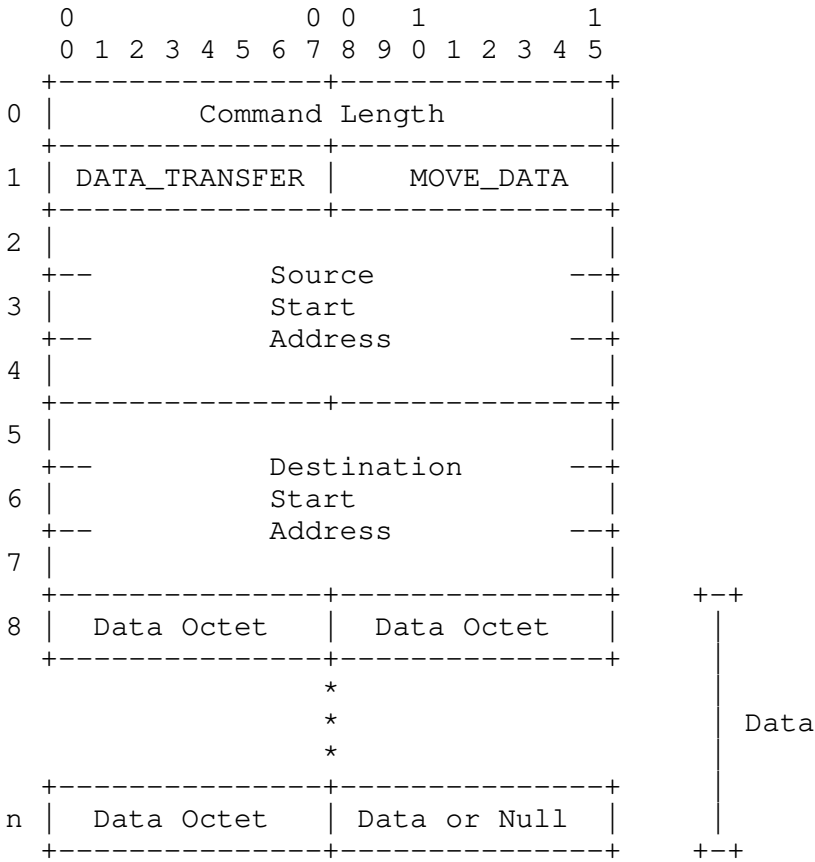 0 0 0 1 1
0 1 2 3 4 5 6 7 8 9 0 1 2 3 4 5
+---------------+---------------+
0 | Command Length |
+---------------+---------------+
1 | DATA_TRANSFER | MOVE_DATA |
+---------------+---------------+
2 | |
+-- Source --+
3 | Start |
+-- Address --+
4 | |
+---------------+---------------+
5 | |
+-- Destination --+
6 | Start |
+-- Address --+
7 | |
+---------------+---------------+ +-+
8 | Data Octet | Data Octet | |
+---------------+---------------+ |
* |
* | Data
* |
+---------------+---------------+ |
n | Data Octet | Data or Null | |
+---------------+---------------+ +-+